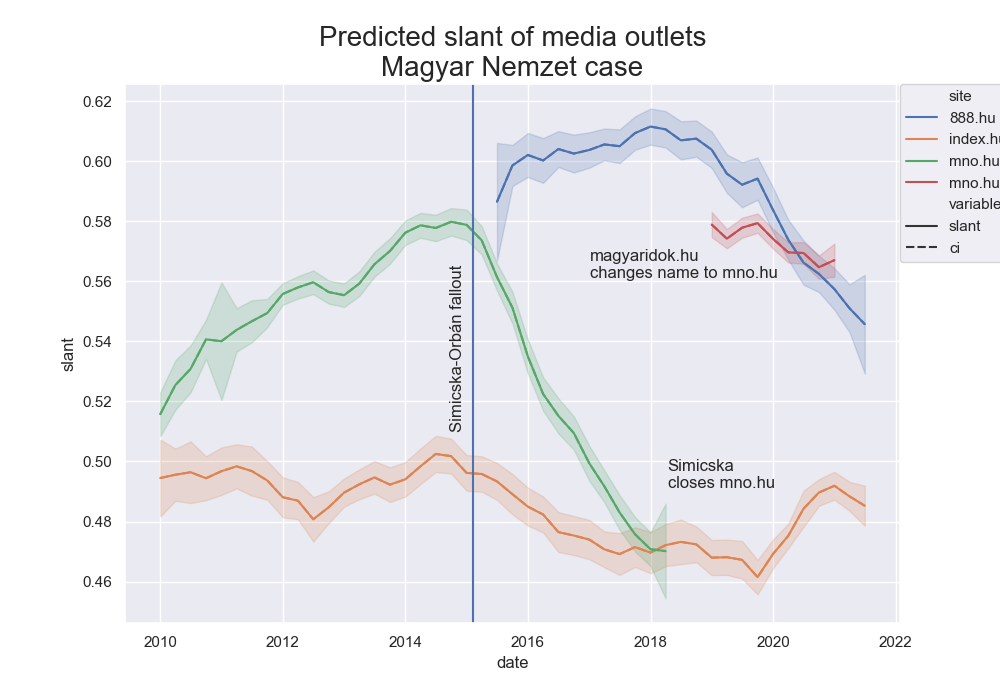 Predicted slant of media outlets
Magyar Nemzet case
0.62
0.60
0.58
0.56
0.54
0.52
0.50
0.48
0.46
slant
2010
2012
2014
2016
2018
2020
2022
date
Simicska-Orbán fallout
magyaridok.hu
changes name to mno.hu
Simicska
closes mno.hu
site
888.hu
index.hu
mno.hu
mno.hu
variable
slant
ci